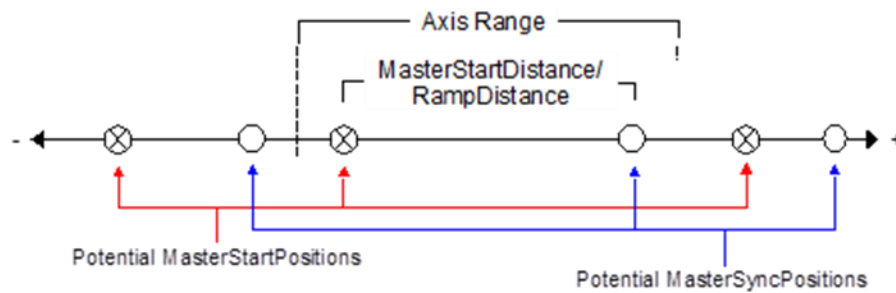 Axis Range
MasterStartDistance/
RampDistance
- +
Potential MasterStartPositions
Potential MasterSyncPositions